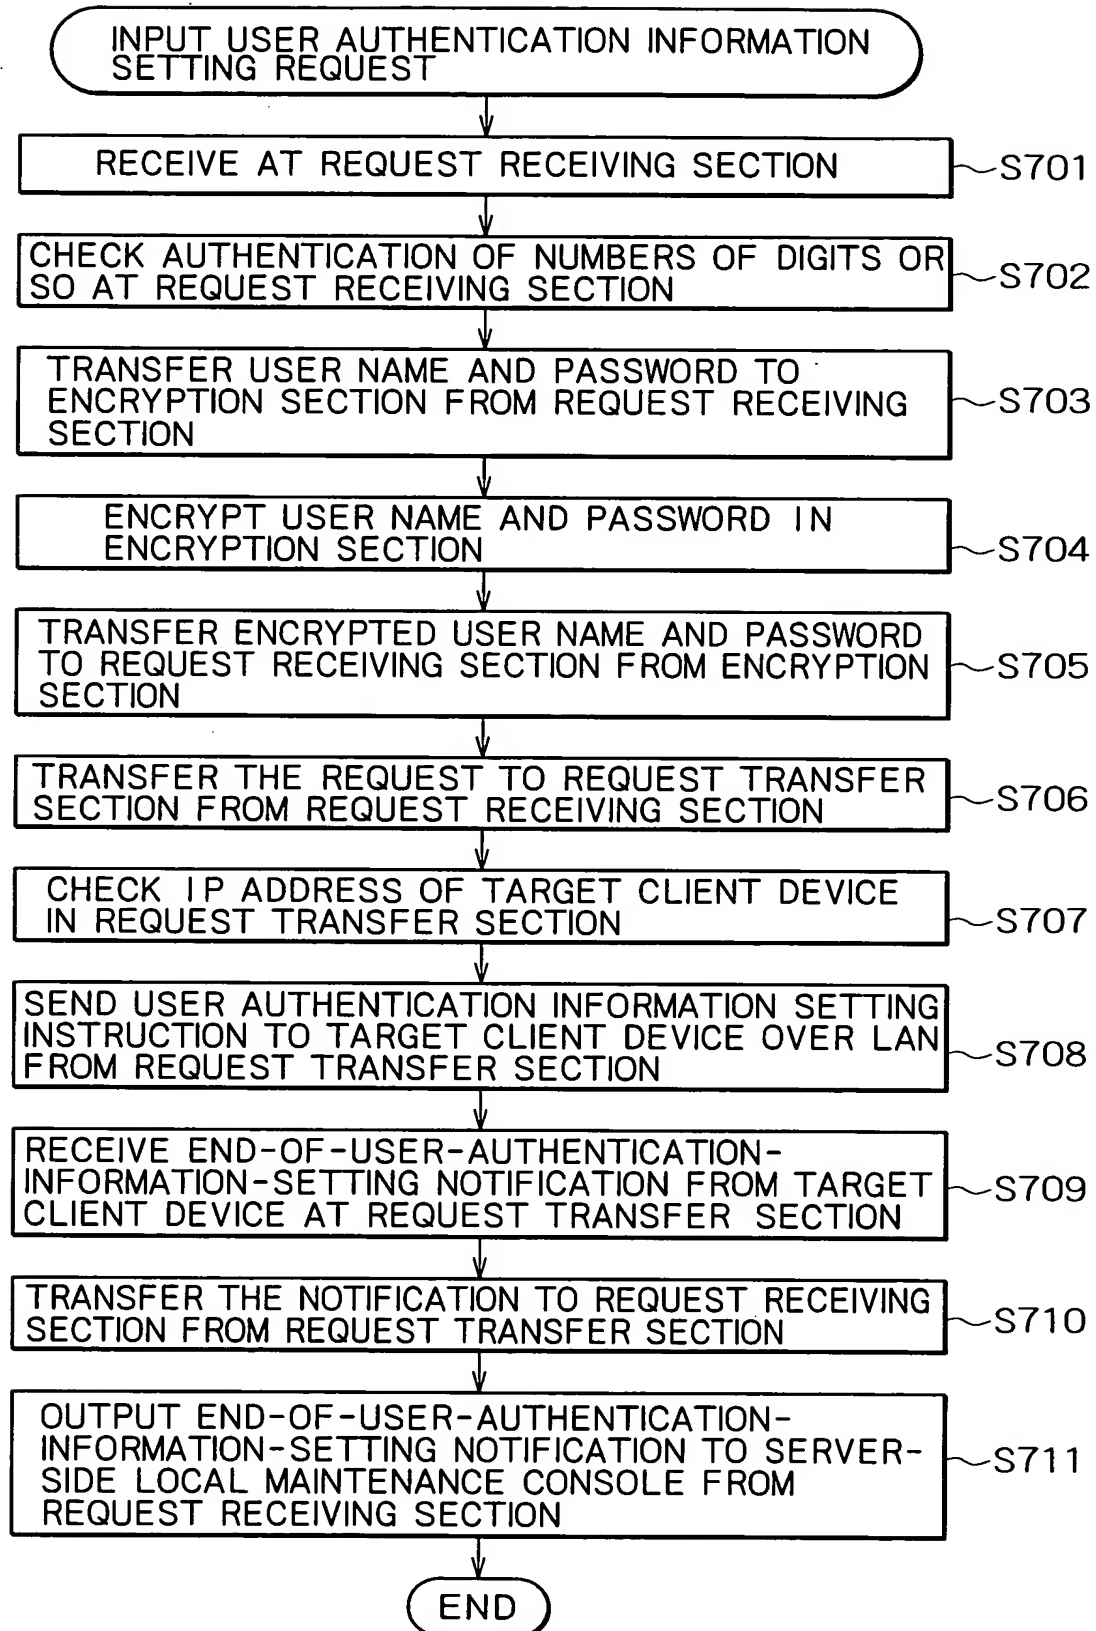 INPUT USER AUTHENTICATION INFORMATION
SETTING REQUEST
RECEIVE AT REQUEST RECEIVING SECTION
S701
CHECK AUTHENTICATION OF NUMBERS OF DIGITS OR
SO AT REQUEST RECEIVING SECTION
S702
TRANSFER USER NAME AND PASSWORD TO
ENCRYPTION SECTION FROM REQUEST RECEIVING
SECTION
S703
ENCRYPT USER NAME AND PASSWORD IN
ENCRYPTION SECTION
S704
TRANSFER ENCRYPTED USER NAME AND PASSWORD
TO REQUEST RECEIVING SECTION FROM ENCRYPTION
SECTION
S705
TRANSFER THE REQUEST TO REQUEST TRANSFER
SECTION FROM REQUEST RECEIVING SECTION
S706
CHECK IP ADDRESS OF TARGET CLIENT DEVICE
IN REQUEST TRANSFER SECTION
S707
SEND USER AUTHENTICATION INFORMATION SETTING
INSTRUCTION TO TARGET CLIENT DEVICE OVER LAN
FROM REQUEST TRANSFER SECTION
S708
RECEIVE END-OF-USER-AUTHENTICATION-
INFORMATION-SETTING NOTIFICATION FROM TARGET
CLIENT DEVICE AT REQUEST TRANSFER SECTION
S709
TRANSFER THE NOTIFICATION TO REQUEST RECEIVING
SECTION FROM REQUEST TRANSFER SECTION
S710
OUTPUT END-OF-USER-AUTHENTICATION-
INFORMATION-SETTING NOTIFICATION TO SERVER-
SIDE LOCAL MAINTENANCE CONSOLE FROM
REQUEST RECEIVING SECTION
S711
END